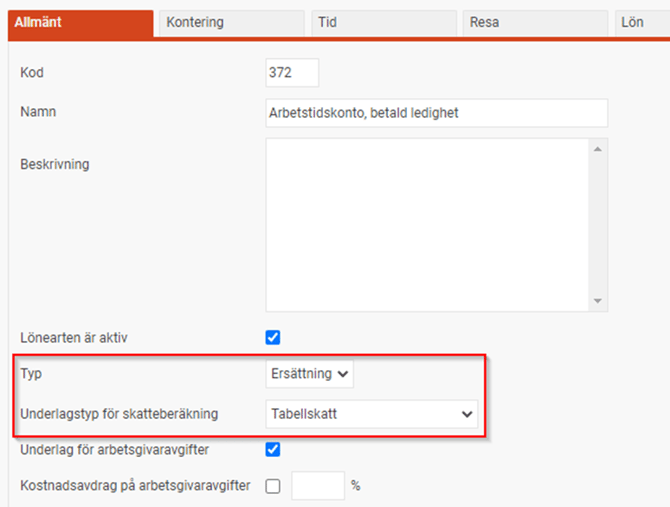 Allmänt Kontering Tid Resa Lön
Kod 372
Namn Arbetstidskonto, betald ledighet
Beskrivning
Lönearten är aktiv
Typ Ersättning
Underlagstyp för skatteberäkning Tabellskatt
Underlag för arbetsgivaravgifter
Kostnadsavdrag på arbetsgivaravgifter %